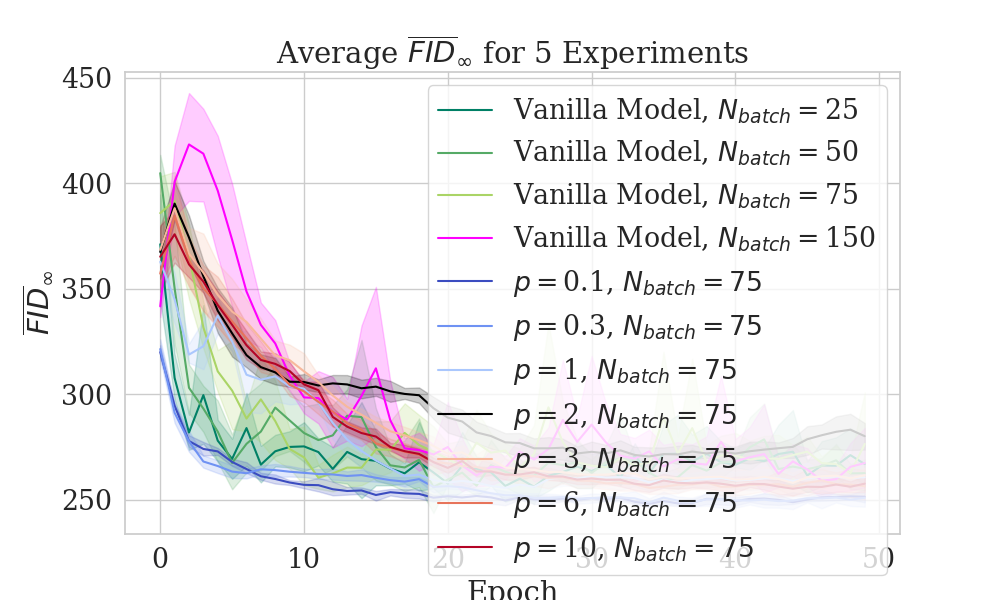 Average $\overline{FID}_\infty$ for 5 Experiments
450
400
350
300
250
$\overline{FID}_\infty$
Vanilla Model, $N_{batch} = 25$
Vanilla Model, $N_{batch} = 50$
Vanilla Model, $N_{batch} = 75$
Vanilla Model, $N_{batch} = 150$
$p = 0.1$, $N_{batch} = 75$
$p = 0.3$, $N_{batch} = 75$
$p = 1$, $N_{batch} = 75$
$p = 2$, $N_{batch} = 75$
$p = 3$, $N_{batch} = 75$
$p = 6$, $N_{batch} = 75$
$p = 10$, $N_{batch} = 75$
0 10 20 30 40 50
Epoch